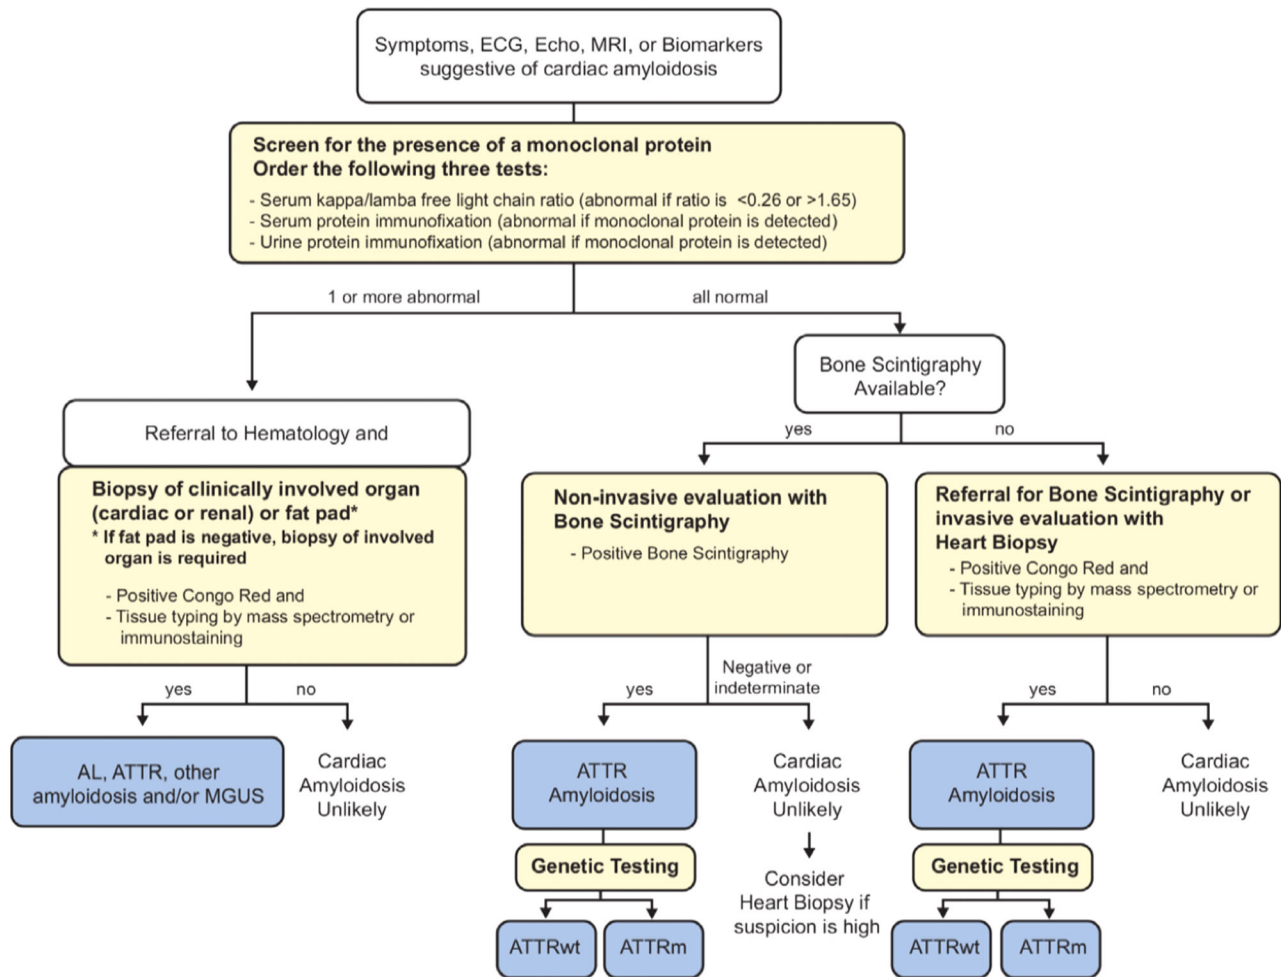 Symptoms, ECG, Echo, MRI, or Biomarkers
suggestive of cardiac amyloidosis
Screen for the presence of a monoclonal protein
Order the following three tests:
- Serum kappa/lamba free light chain ratio (abnormal if ratio is <0.26 or >1.65)
- Serum protein immunofixation (abnormal if monoclonal protein is detected)
- Urine protein immunofixation (abnormal if monoclonal protein is detected)
1 or more abnormal
all normal
Bone Scintigraphy
Available?
yes
no
Referral to Hematology and
Biopsy of clinically involved organ
(cardiac or renal) or fat pad*
* If fat pad is negative, biopsy of involved
organ is required
- Positive Congo Red and
- Tissue typing by mass spectrometry or
immunostaining
Non-invasive evaluation with
Bone Scintigraphy
- Positive Bone Scintigraphy
Referral for Bone Scintigraphy or
invasive evaluation with
Heart Biopsy
- Positive Congo Red and
- Tissue typing by mass spectrometry or
immunostaining
yes
no
yes
Negative or
indeterminate
yes
no
AL, ATTR, other
amyloidosis and/or MGUS
Cardiac
Amyloidosis
Unlikely
ATTR
Amyloidosis
Cardiac
Amyloidosis
Unlikely
ATTR
Amyloidosis
Cardiac
Amyloidosis
Unlikely
Genetic Testing
Consider
Heart Biopsy if
suspicion is high
Genetic Testing
ATTRwt
ATTRm
ATTRwt
ATTRm